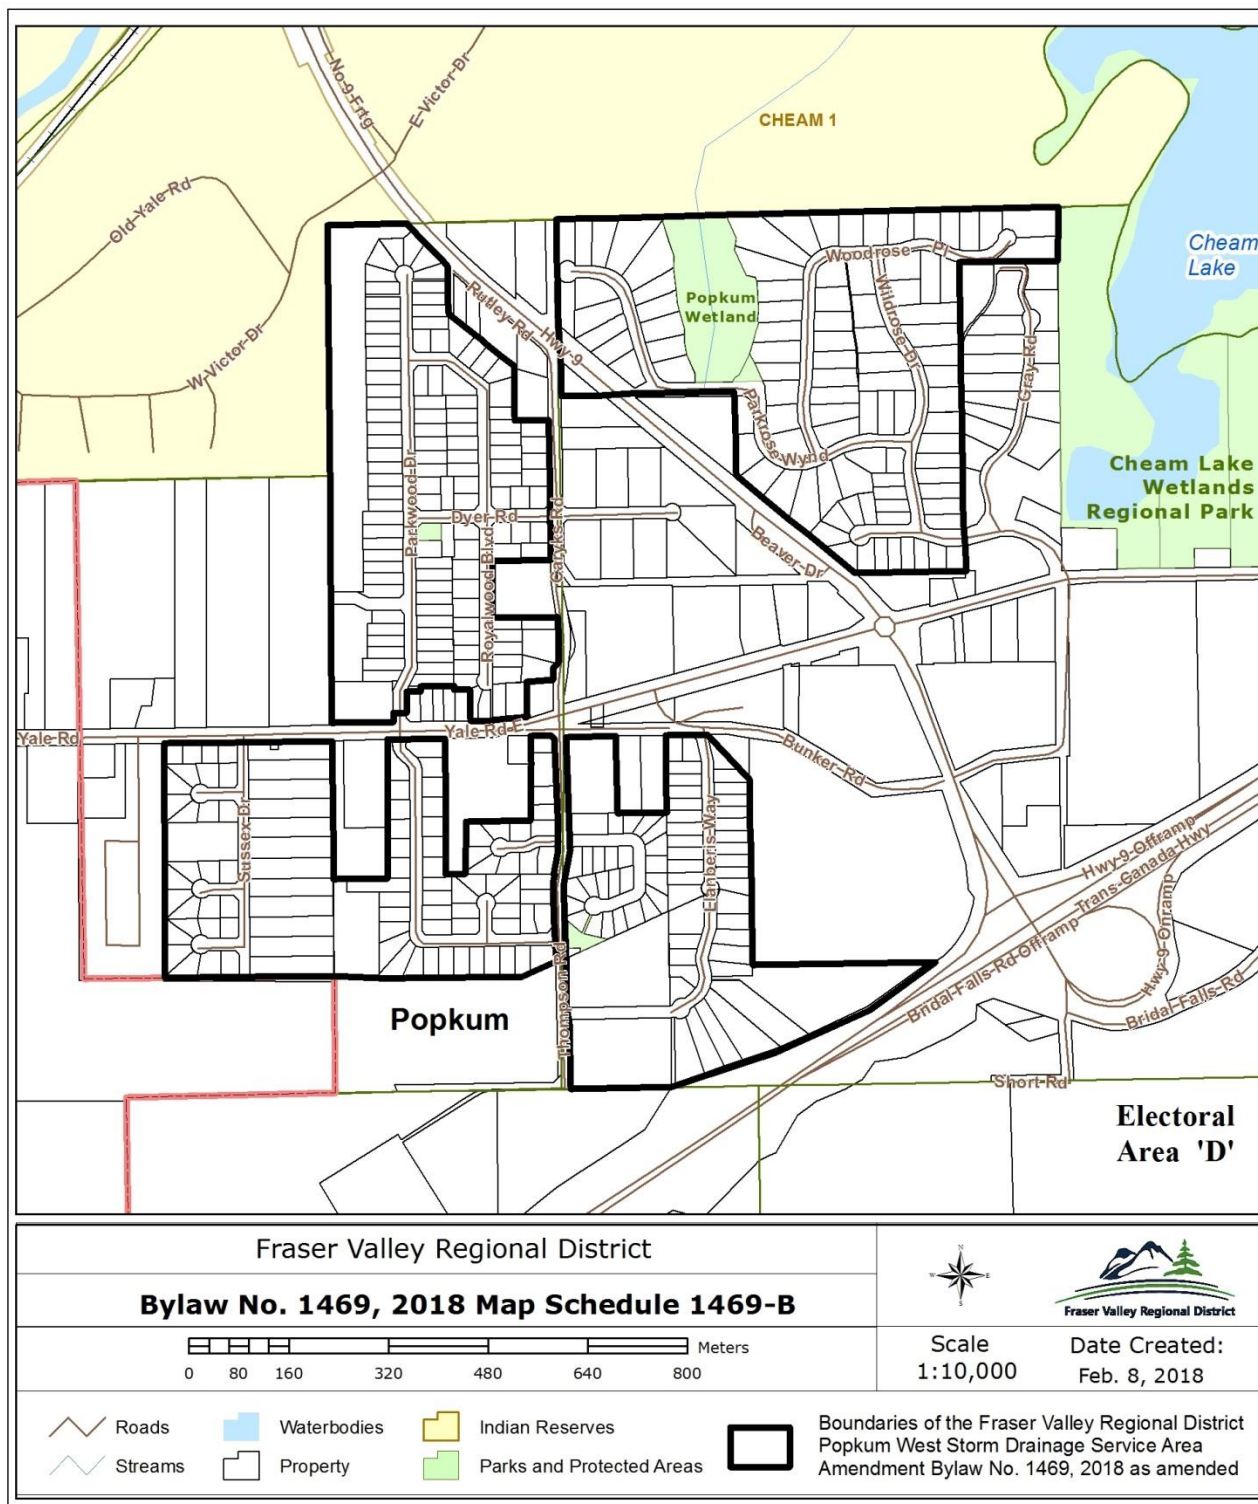 No 9 Frtg
E Victor Dr
CHEAM 1
Old Yale Rd
Cheam
Lake
Woodrose Pl
Popkum
Wetland
Wildrose Dr
Rutley Rd
Hwy 9
Gray Rd
W Victor Dr
Parkrose Wynd
Cheam Lake
Wetlands
Regional Park
Parkwood Dr
Dyer Rd
Caryks Rd
Beaver Dr
Royalwood Blvd
Yale Rd
Yale Rd E
Bunker Rd
Sussex Dr
Llanberis Way
Hwy 9 Offramp
Trans Canada Hwy
Bridal Falls Rd Offramp
Hwy 9 Onramp
Bridal Falls Rd
Thompson Rd
Popkum
Short Rd
Electoral
Area 'D'
Fraser Valley Regional District
Bylaw No. 1469, 2018 Map Schedule 1469-B
N
W E
S
Fraser Valley Regional District
Meters
0 80 160 320 480 640 800
Scale
1:10,000
Date Created:
Feb. 8, 2018
Roads
Waterbodies
Indian Reserves
Streams
Property
Parks and Protected Areas
Boundaries of the Fraser Valley Regional District
Popkum West Storm Drainage Service Area
Amendment Bylaw No. 1469, 2018 as amended